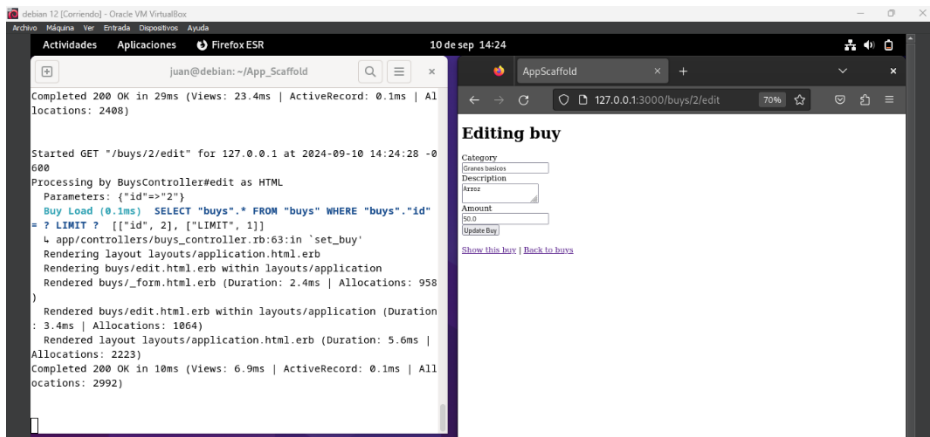 debian 12 [Corriendo] - Oracle VM VirtualBox
Archivo Máquina Ver Entrada Dispositivos Ayuda
Actividades Aplicaciones Firefox ESR 10 de sep 14:24
juan@debian: ~/App_Scaffold
Completed 200 OK in 29ms (Views: 23.4ms | ActiveRecord: 0.1ms | Al
locations: 2408)
Started GET "/buys/2/edit" for 127.0.0.1 at 2024-09-10 14:24:28 -0
600
Processing by BuysController#edit as HTML
Parameters: {"id"=>"2"}
Buy Load (0.1ms) SELECT "buys".* FROM "buys" WHERE "buys"."id"
= ? LIMIT ? [["id", 2], ["LIMIT", 1]]
↳ app/controllers/buys_controller.rb:63:in `set_buy'
Rendering layout layouts/application.html.erb
Rendering buys/edit.html.erb within layouts/application
Rendered buys/_form.html.erb (Duration: 2.4ms | Allocations: 958
)
Rendered buys/edit.html.erb within layouts/application (Duration
: 3.4ms | Allocations: 1064)
Rendered layout layouts/application.html.erb (Duration: 5.6ms |
Allocations: 2223)
Completed 200 OK in 10ms (Views: 6.9ms | ActiveRecord: 0.1ms | All
ocations: 2992)
AppScaffold
127.0.0.1:3000/buys/2/edit 70%
Editing buy
Category
Granos basicos
Description
Arroz
Amount
50.0
Update Buy
Show this buy | Back to buys